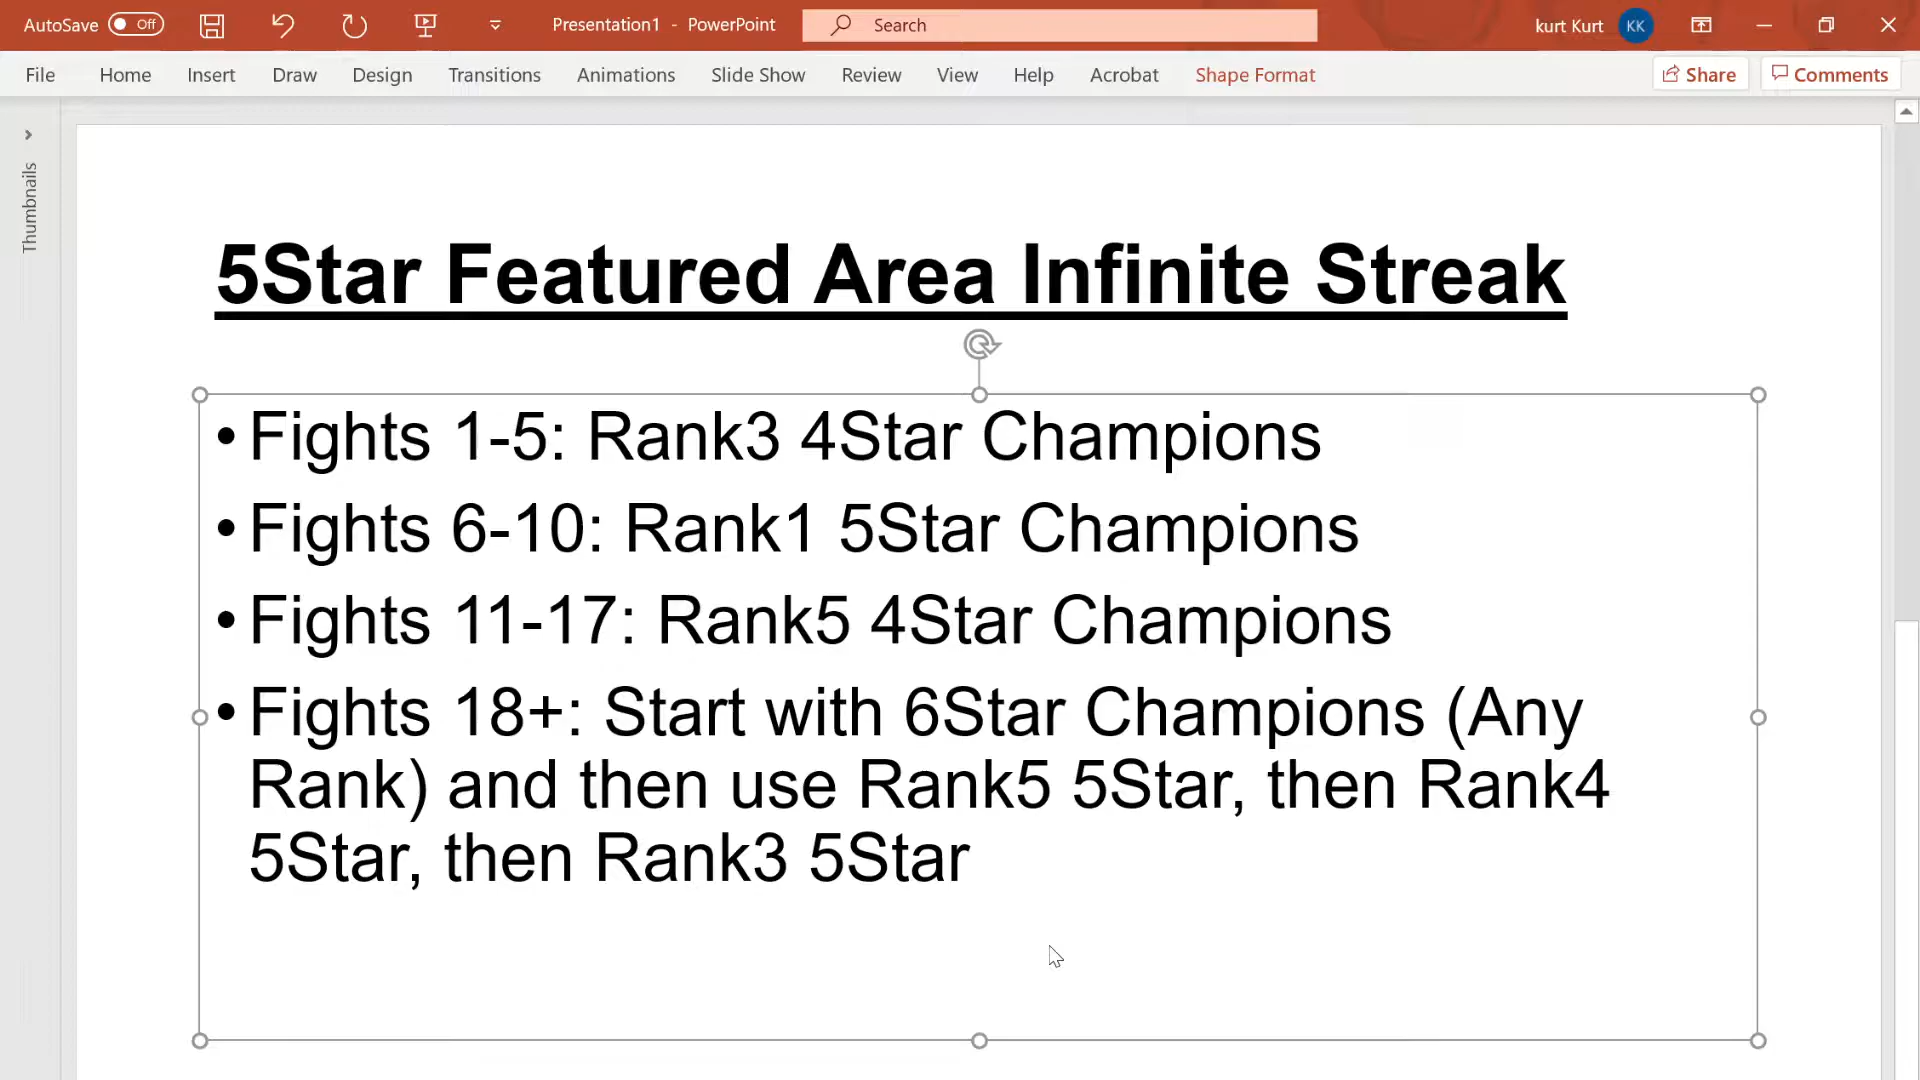 AutoSave Off Presentation1 - PowerPoint Search kurt Kurt KK
File Home Insert Draw Design Transitions Animations Slide Show Review View Help Acrobat Shape Format Share Comments
Thumbnails
5Star Featured Area Infinite Streak
• Fights 1-5: Rank3 4Star Champions
• Fights 6-10: Rank1 5Star Champions
• Fights 11-17: Rank5 4Star Champions
• Fights 18+: Start with 6Star Champions (Any
Rank) and then use Rank5 5Star, then Rank4
5Star, then Rank3 5Star